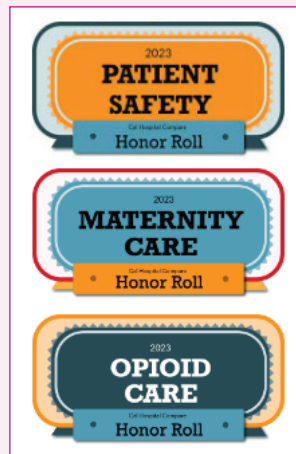 2023
PATIENT
SAFETY
Cal Hospital Compare
Honor Roll
2023
MATERNITY
CARE
Cal Hospital Compare
Honor Roll
2023
OPIOID
CARE
Cal Hospital Compare
Honor Roll